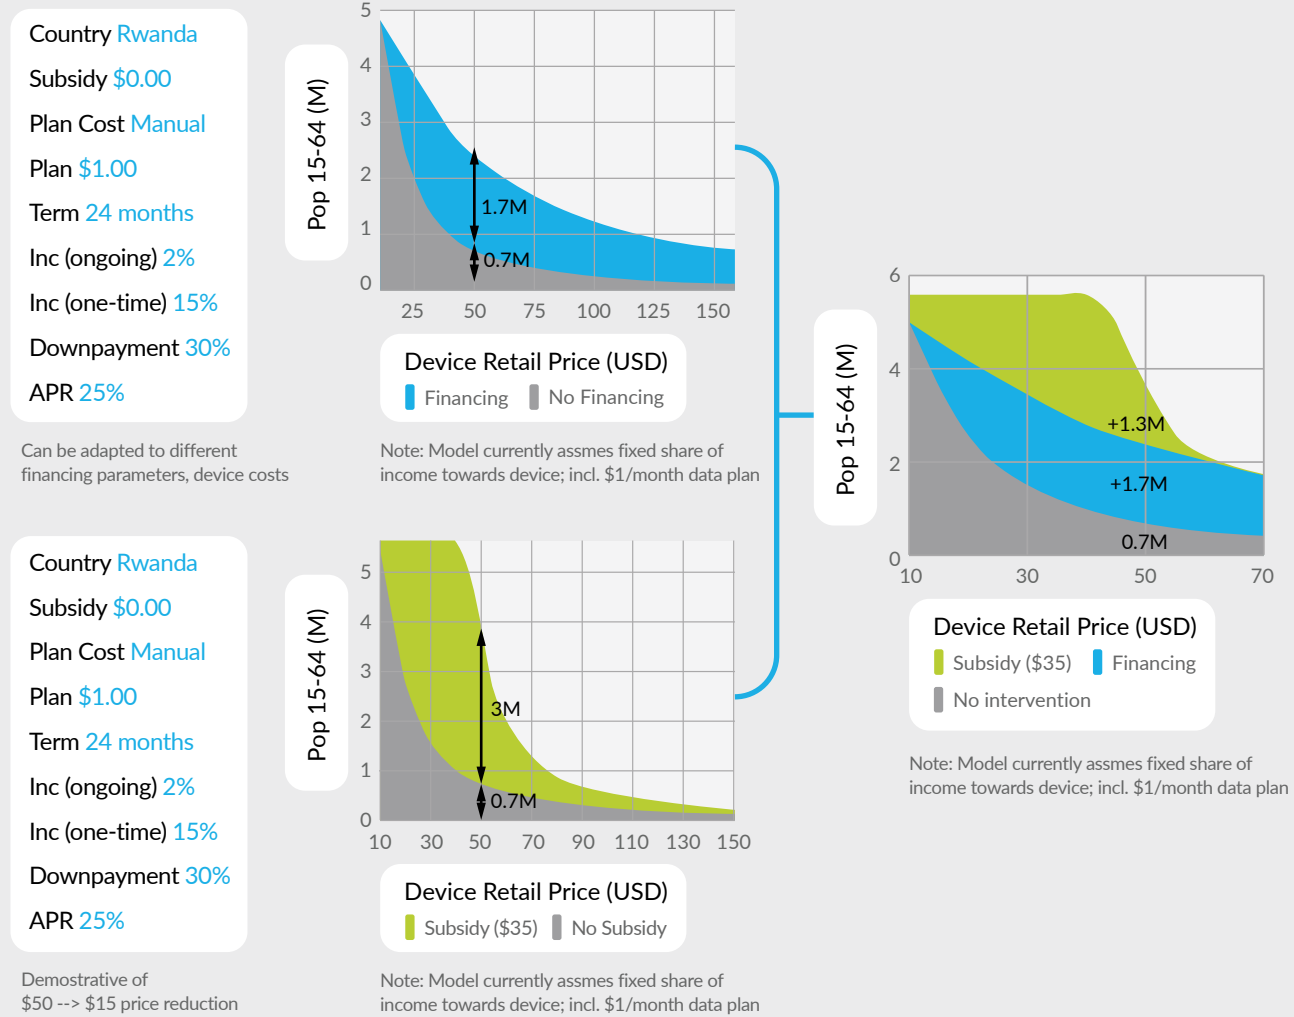 Country Rwanda
Subsidy $0.00
Plan Cost Manual
Plan $1.00
Term 24 months
Inc (ongoing) 2%
Inc (one-time) 15%
Downpayment 30%
APR 25%
Can be adapted to different
financing parameters, device costs
Pop 15-64 (M)
5
4
3
2
1
0
1.7M
0.7M
25 50 75 100 125 150
Device Retail Price (USD)
Financing No Financing
Note: Model currently assmes fixed share of
income towards device; incl. $1/month data plan
Country Rwanda
Subsidy $0.00
Plan Cost Manual
Plan $1.00
Term 24 months
Inc (ongoing) 2%
Inc (one-time) 15%
Downpayment 30%
APR 25%
Demostrative of
$50 --> $15 price reduction
Pop 15-64 (M)
5
4
3
2
1
0
3M
0.7M
10 30 50 70 90 110 130 150
Device Retail Price (USD)
Subsidy ($35) No Subsidy
Note: Model currently assmes fixed share of
income towards device; incl. $1/month data plan
Pop 15-64 (M)
6
4
2
0
+1.3M
+1.7M
0.7M
10 30 50 70
Device Retail Price (USD)
Subsidy ($35) Financing
No intervention
Note: Model currently assmes fixed share of
income towards device; incl. $1/month data plan